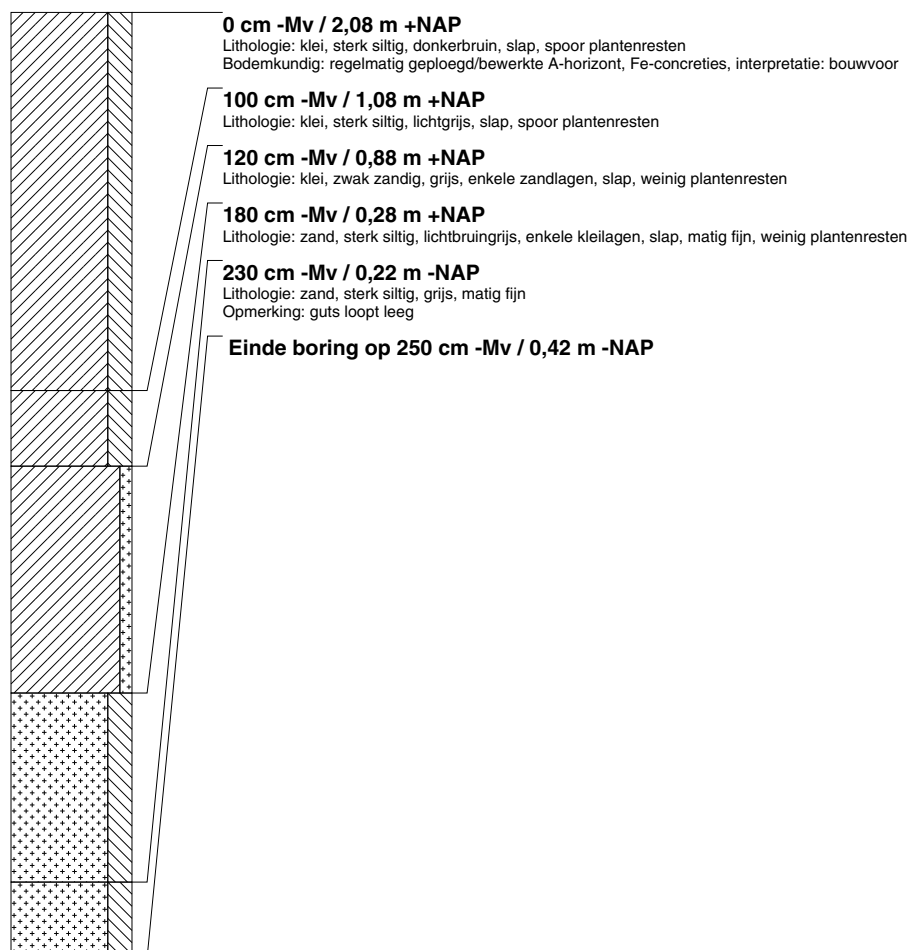 0 cm -Mv / 2,08 m +NAP
Lithologie: klei, sterk siltig, donkerbruin, slap, spoor plantenresten
Bodemkundig: regelmatig geploegd/bewerkte A-horizont, Fe-concreties, interpretatie: bouwvoor
100 cm -Mv / 1,08 m +NAP
Lithologie: klei, sterk siltig, lichtgrijs, slap, spoor plantenresten
120 cm -Mv / 0,88 m +NAP
Lithologie: klei, zwak zandig, grijs, enkele zandlagen, slap, weinig plantenresten
180 cm -Mv / 0,28 m +NAP
Lithologie: zand, sterk siltig, lichtbruingrijs, enkele kleilagen, slap, matig fijn, weinig plantenresten
230 cm -Mv / 0,22 m -NAP
Lithologie: zand, sterk siltig, grijs, matig fijn
Opmerking: guts loopt leeg
Einde boring op 250 cm -Mv / 0,42 m -NAP